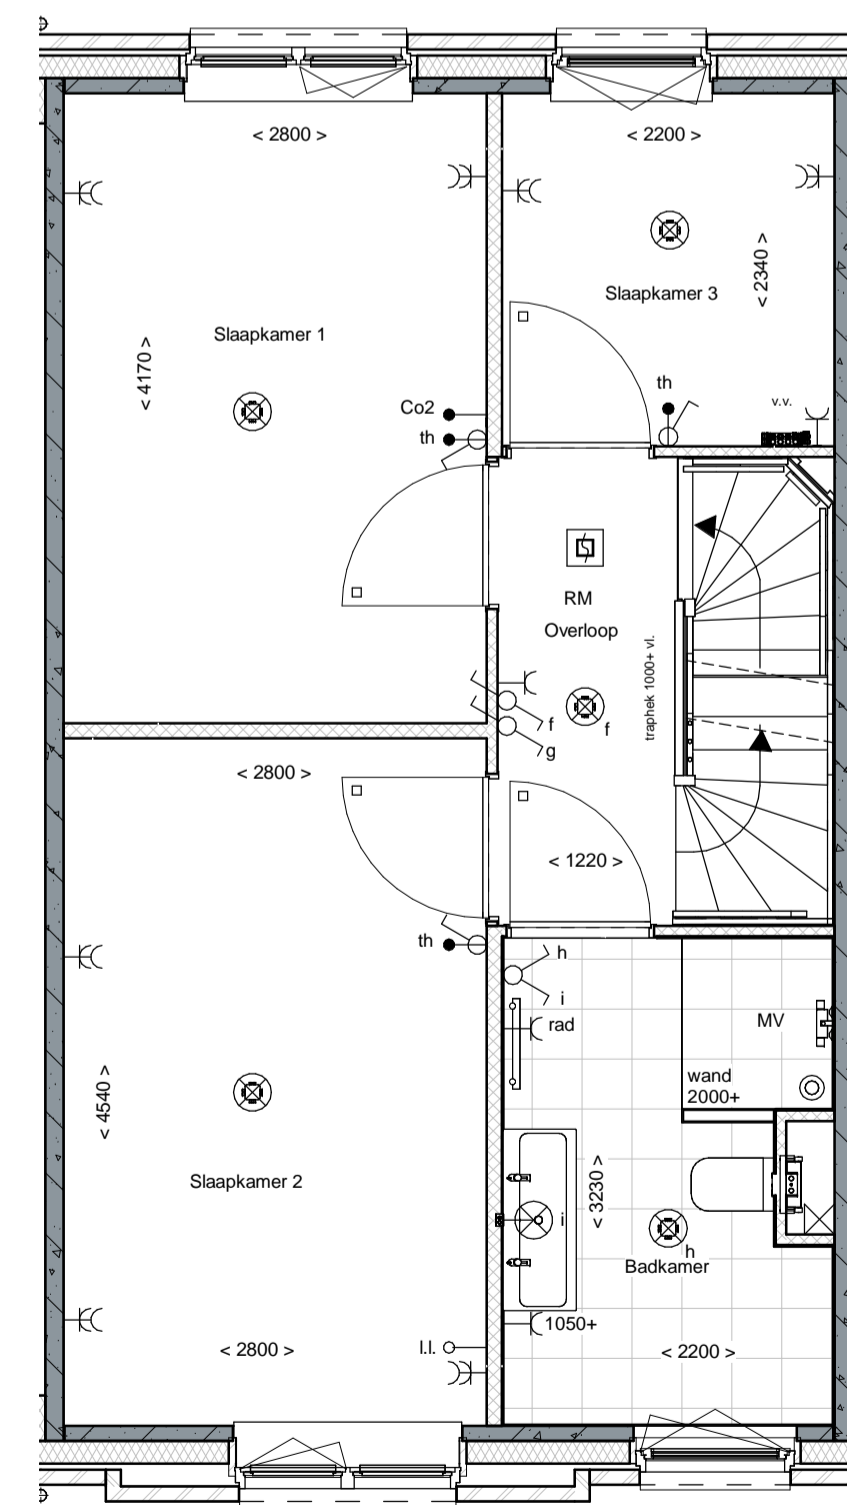 < 2800 >
< 2200 >
< 2340 >
Slaapkamer 3
Slaapkamer 1
< 4170 >
th
v.v.
Co2
th
RM
Overloop
traphek 1000+ vl.
f
f
g
< 2800 >
< 1220 >
th
h
i
rad
MV
wand
2000+
< 4540 >
< 3230 >
Slaapkamer 2
i
h
Badkamer
1050+
l.l.
< 2800 >
< 2200 >